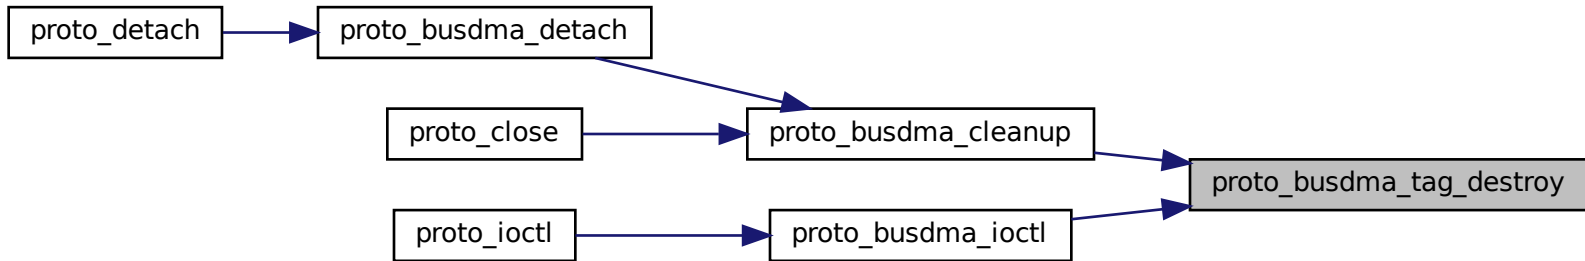 proto_detach
proto_busdma_detach
proto_close
proto_busdma_cleanup
proto_busdma_tag_destroy
proto_ioctl
proto_busdma_ioctl